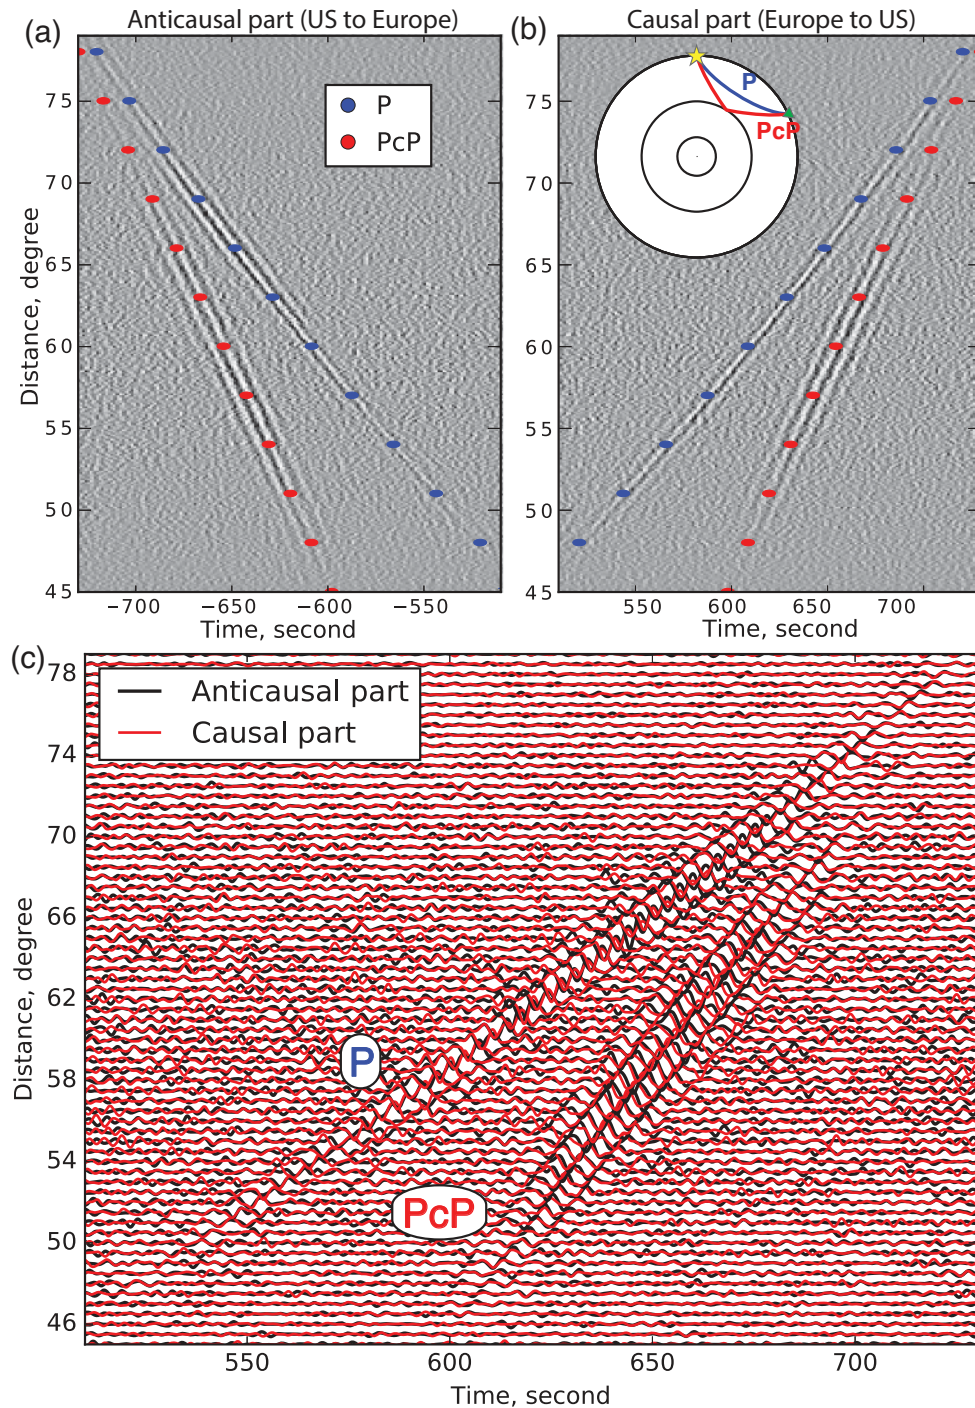 Anticausal part (US to Europe)
Causal part (Europe to US)
(a)
(b)
P
PcP
P
PcP
75
70
65
60
55
50
45
Distance, degree
−700
−650
−600
−550
Time, second
75
70
65
60
55
50
45
550
600
650
700
Time, second
(c)
Anticausal part
Causal part
78
74
70
66
62
58
54
50
46
Distance, degree
P
PcP
550
600
650
700
Time, second